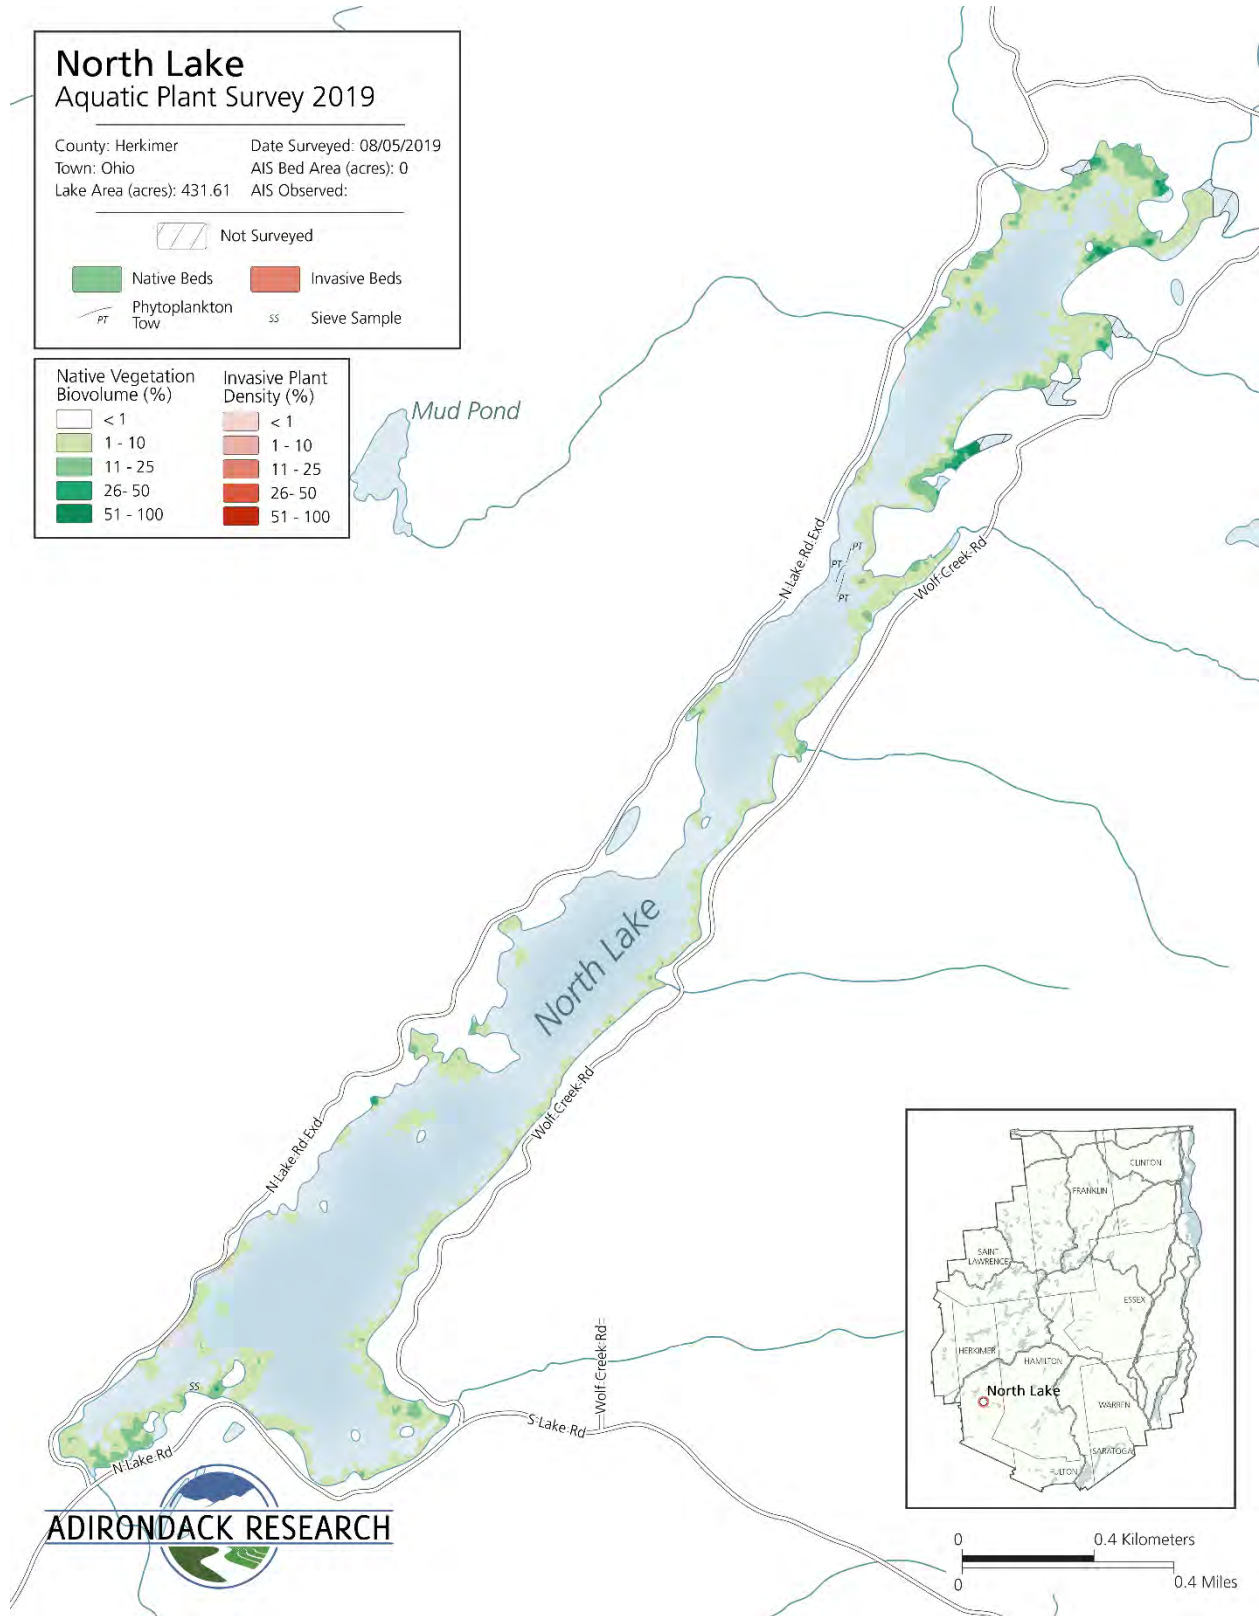 North Lake
Aquatic Plant Survey 2019
County: Herkimer
Date Surveyed: 08/05/2019
Town: Ohio
AIS Bed Area (acres): 0
Lake Area (acres): 431.61
AIS Observed:
Not Surveyed
Native Beds
Invasive Beds
PT
Phytoplankton
Tow
SS
Sieve Sample
Native Vegetation
Biovolume (%)
< 1
1 - 10
11 - 25
26- 50
51 - 100
Invasive Plant
Density (%)
< 1
1 - 10
11 - 25
26- 50
51 - 100
Mud Pond
N Lake Rd Exd
PT
PT
PT
Wolf Creek Rd
North Lake
Wolf Creek Rd
N Lake Rd Exd
Wolf Creek Rd
SS
S Lake Rd
N Lake Rd
ADIRONDACK RESEARCH
CLINTON
FRANKLIN
SAINT
LAWRENCE
ESSEX
HERKIMER
HAMILTON
North Lake
WARREN
SARATOGA
FULTON
0
0.4 Kilometers
0
0.4 Miles